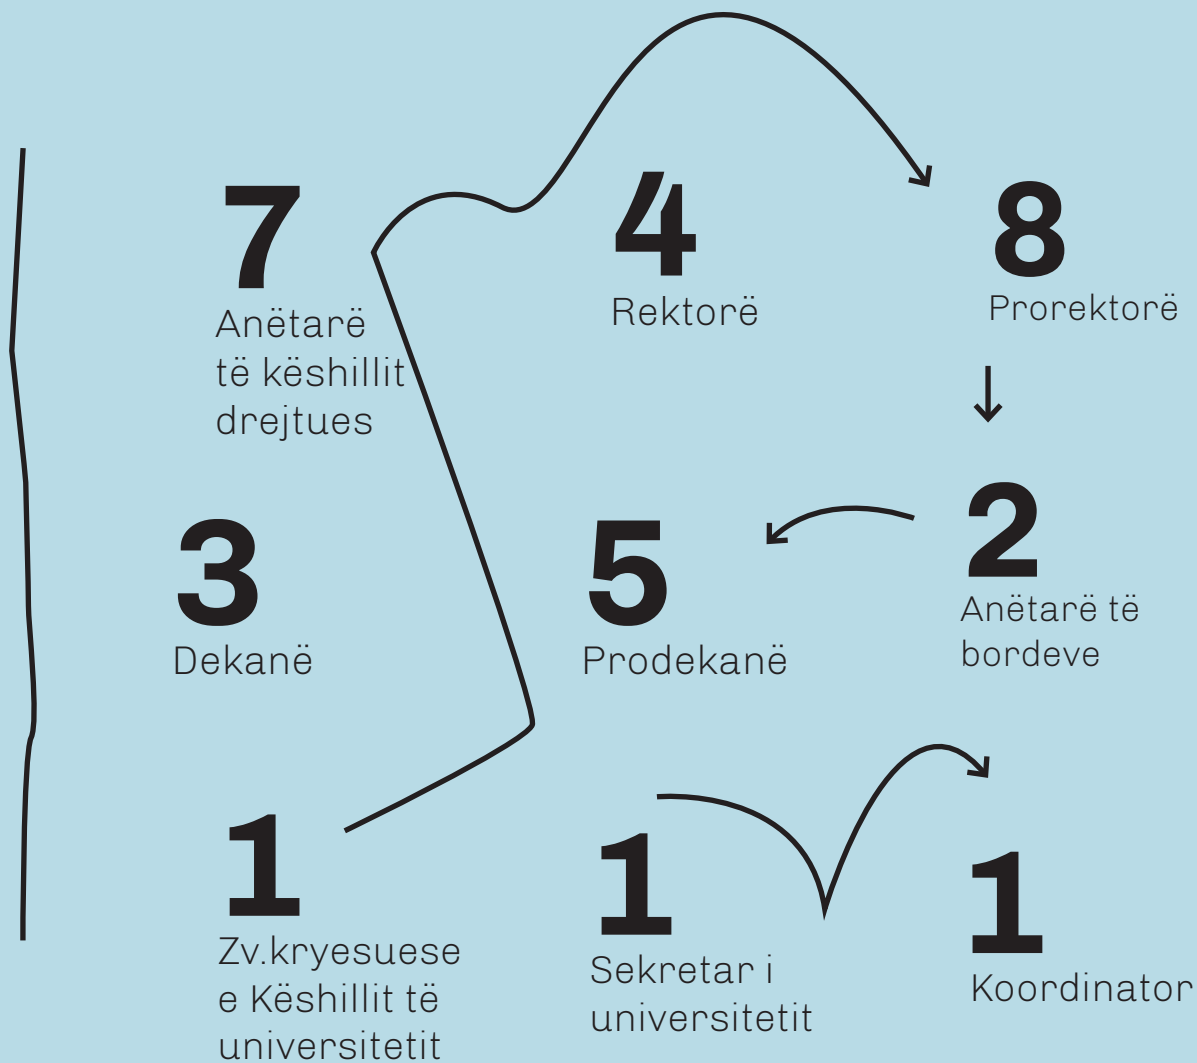 7
Anëtarë
të këshillit
drejtues
4
Rektorë
8
Prorektorë
3
Dekanë
5
Prodekanë
2
Anëtarë të
bordeve
1
Zv.kryesuese
e Këshillit të
universitetit
1
Sekretar i
universitetit
1
Koordinator